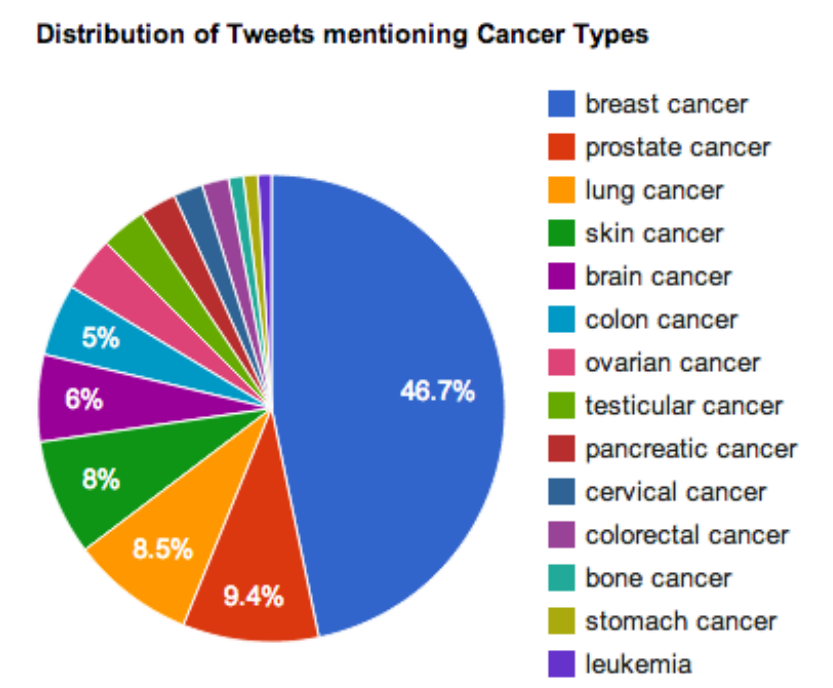 Distribution of Tweets mentioning Cancer Types
breast cancer
prostate cancer
lung cancer
skin cancer
brain cancer
colon cancer
ovarian cancer
testicular cancer
pancreatic cancer
cervical cancer
colorectal cancer
bone cancer
stomach cancer
leukemia
46.7%
9.4%
8.5%
8%
6%
5%